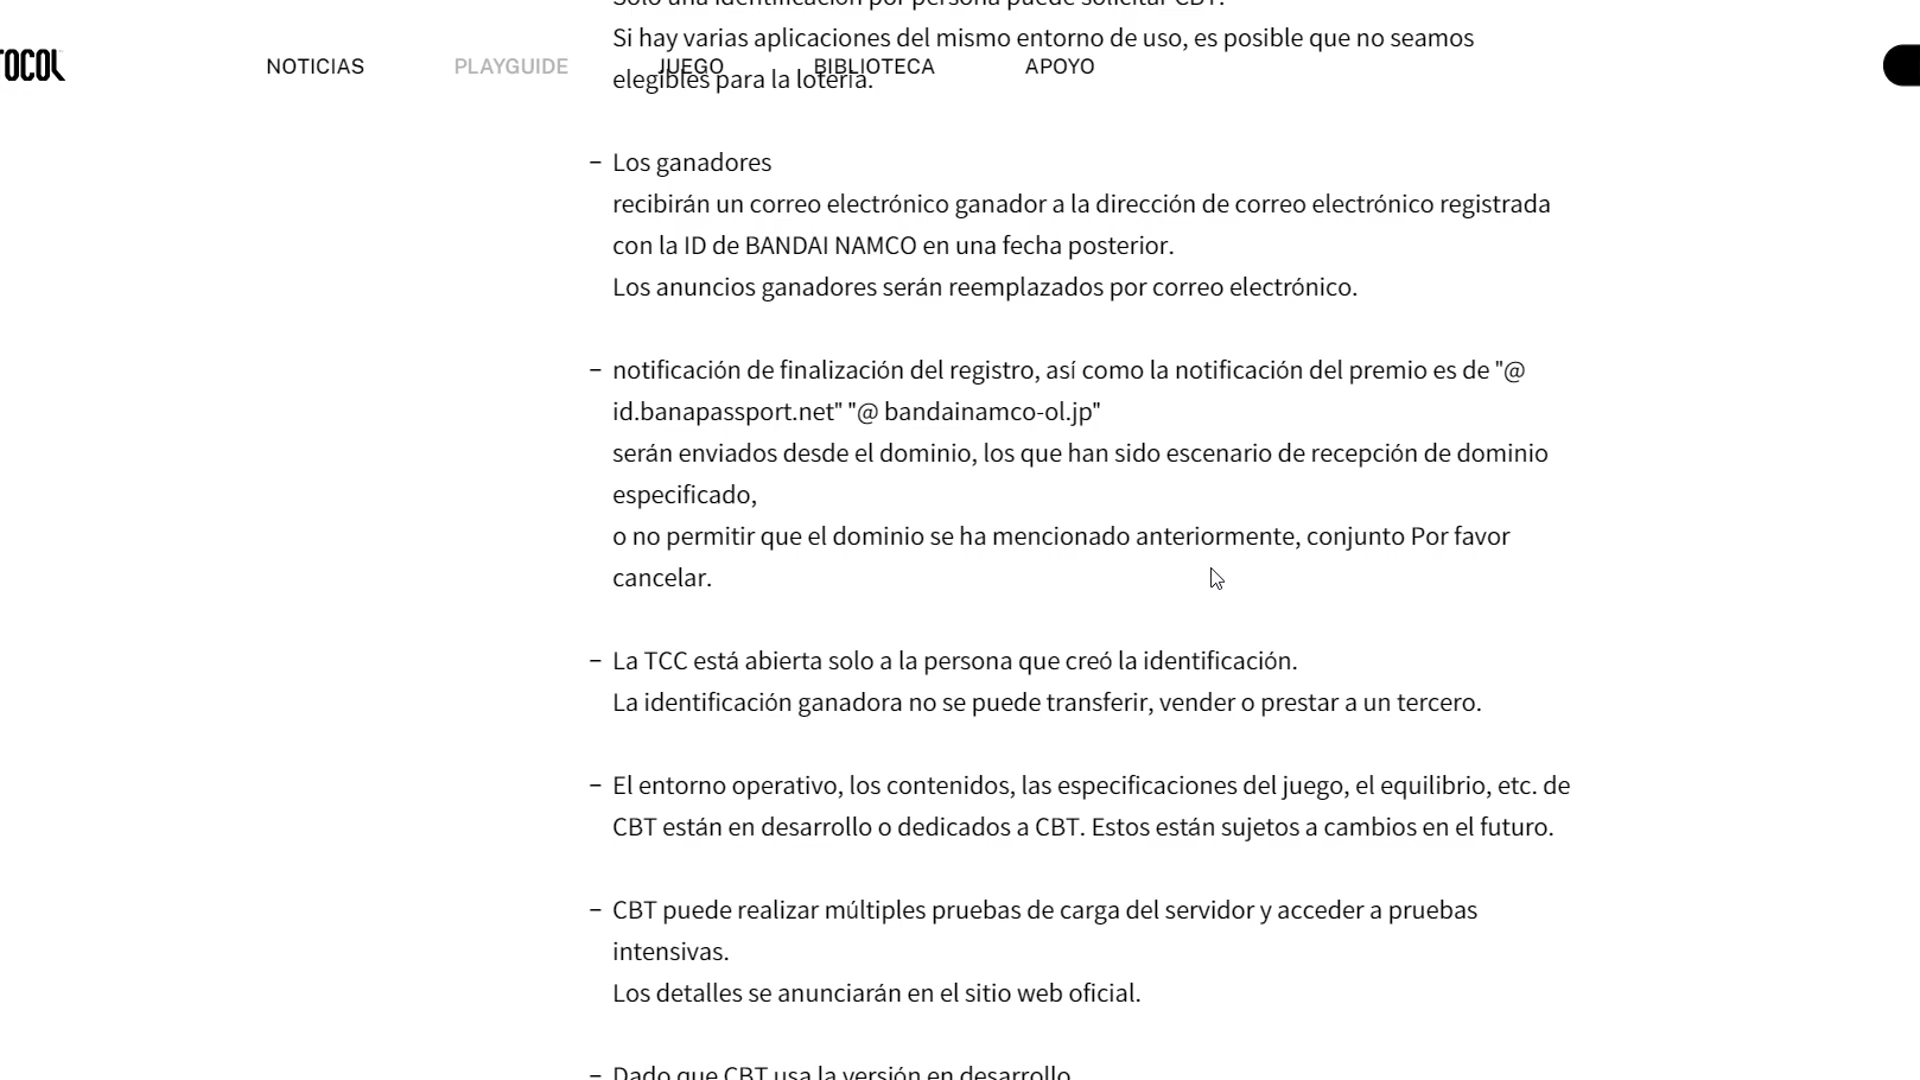 Solo una identificación por persona puede solicitar CBT.
Si hay varias aplicaciones del mismo entorno de uso, es posible que no seamos
TOCOL
NOTICIAS
PLAYGUIDE
JUEGO
BIBLIOTECA
APOYO
elegibles para la lotería.
– Los ganadores
recibirán un correo electrónico ganador a la dirección de correo electrónico registrada
con la ID de BANDAI NAMCO en una fecha posterior.
Los anuncios ganadores serán reemplazados por correo electrónico.
– notificación de finalización del registro, así como la notificación del premio es de "@
id.banapassport.net" "@ bandainamco-ol.jp"
serán enviados desde el dominio, los que han sido escenario de recepción de dominio
especificado,
o no permitir que el dominio se ha mencionado anteriormente, conjunto Por favor
cancelar.
– La TCC está abierta solo a la persona que creó la identificación.
La identificación ganadora no se puede transferir, vender o prestar a un tercero.
– El entorno operativo, los contenidos, las especificaciones del juego, el equilibrio, etc. de
CBT están en desarrollo o dedicados a CBT. Estos están sujetos a cambios en el futuro.
– CBT puede realizar múltiples pruebas de carga del servidor y acceder a pruebas
intensivas.
Los detalles se anunciarán en el sitio web oficial.
– Dado que CBT usa la versión en desarrollo,